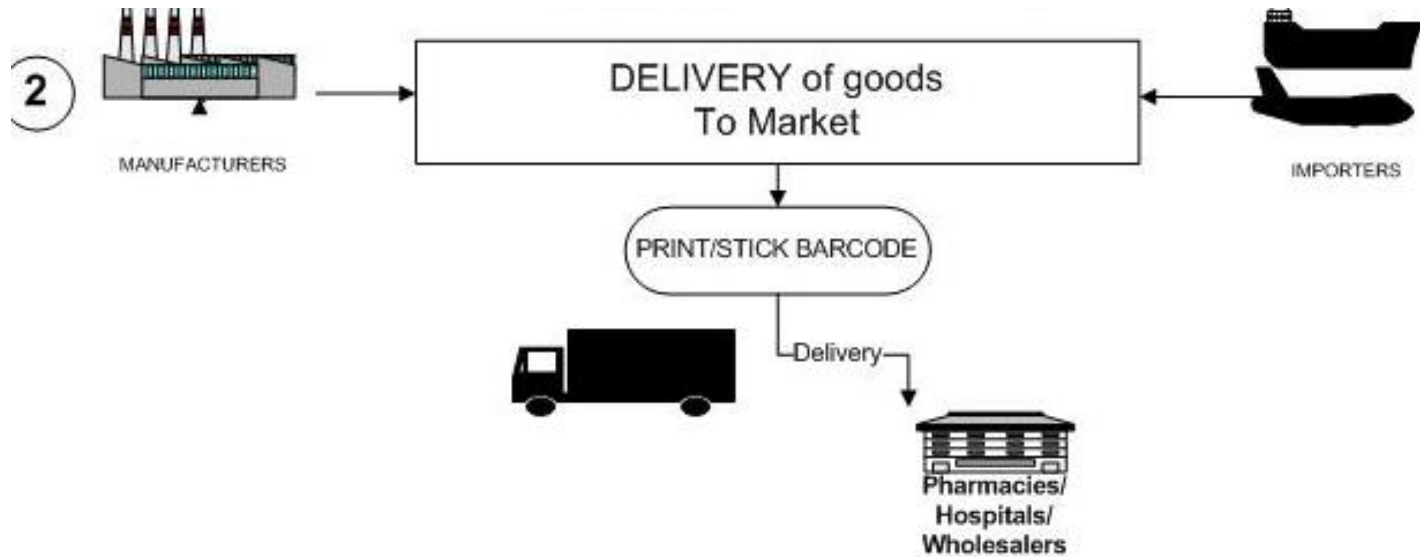 2
MANUFACTURERS
DELIVERY of goods
To Market
IMPORTERS
PRINT/STICK BARCODE
Delivery
Pharmacies/
Hospitals/
Wholesalers